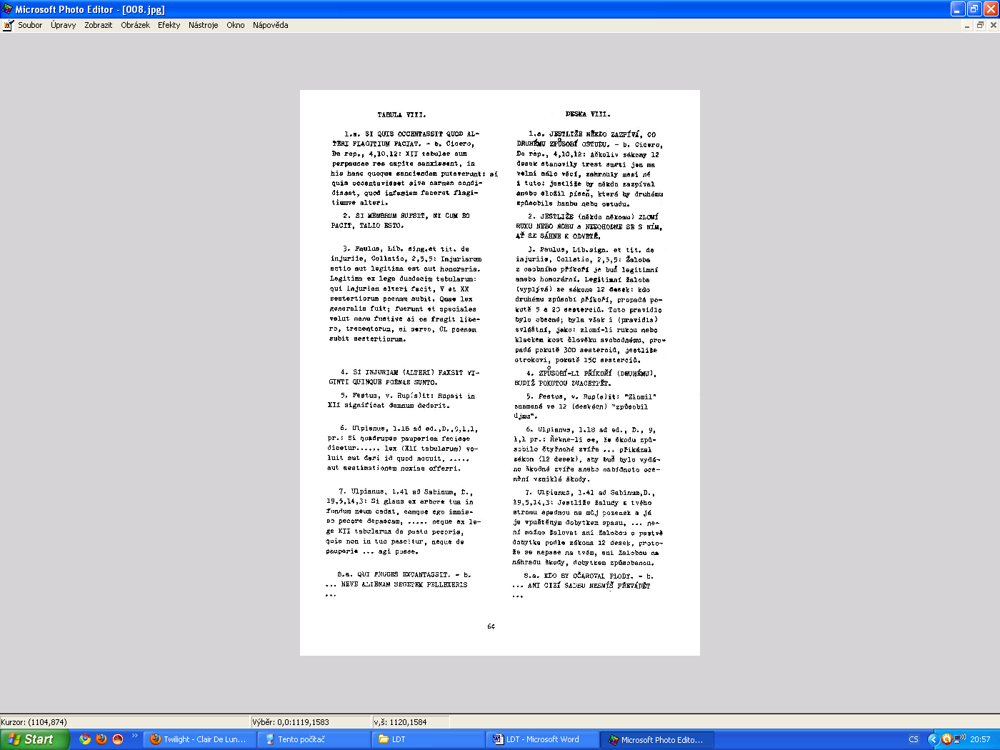 Microsoft Photo Editor - [008.jpg]
Soubor Úpravy Zobrazit Obrázek Efekty Nástroje Okno Nápověda
TABULA VIII.
1.a. SI QUIS OCCENTASSIT QUOD AL-
TERI FLAGITIUM FACIAT. - b. Cicero,
De rep., 4,10,12: XII tabulae cum
perpaucas res capite sanxissent, in
his hanc quoque sanciendam putaverunt: si
quis occentavisset sive carmen condi-
disset, quod infamiam faceret flagi-
tiumve alteri.
2. SI MEMBRUM RUPSIT, NI CUM EO
PACIT, TALIO ESTO.
3. Paulus, Lib. sing.et tit. de
injuriis, Collatio, 2,5,5: Injuriarum
actio aut legitima est aut honoraria.
Legitima ex lege duodecim tabularum:
qui injuriam alteri facit, V et XX
sestertiorum poenam subit. Quae lex
generalis fuit; fuerunt et speciales
velut manu fustive si os fregit libe-
ro, trecentorum, si servo, CL poenam
subit sestertiorum.
4. SI INJURIAM (ALTERI) FAXSIT VI-
GINTI QUINQUE POENAE SUNTO.
5. Festus, v. Rup(s)it: Rupsit in
XII significat damnum dederit.
6. Ulpianus, 1.18 ad ed.,D.,9,1,1,
pr.: Si quadrupes pauperiem fecisse
dicetur...... lex (XII tabularum) vo-
luit aut dari id quod nocuit, .....
aut aestimationem noxiae offerri.
7. Ulpianus, 1.41 ad Sabinum, D.,
19,5,14,3: Si glans ex arbore tua in
fundum meum cadat, eamque ego immis-
so pecore depascam, ..... neque ex le-
ge XII tabularum de pastu pecoris,
quia non in tuo pascitur, neque de
pauperie ... agi posse.
8.a. QUI FRUGES EXCANTASSIT. - b.
... NEVE ALIENAM SEGETEM PELLEXERIS
...
DESKA VIII.
1.a. JESTLIŽE NĚKDO ZAZPÍVÁ, CO
DRUHÉMU ZPŮSOBÍ OSTUDU. - b. Cicero,
De rep., 4,10,12: Ačkoliv zákony 12
desek stanovily trest smrti jen na
velmi málo věcí, zahrnuly mezi ně
i tuto: jestliže by někdo zazpíval
anebo složil píseň, která by druhému
způsobila hanbu nebo ostudu.
2. JESTLIŽE (někdo někomu) ZLOMÍ
RUKU NEBO NOHU a NEDOHODNE SE S NÍM,
AŤ SE SÁHNE K ODVETĚ.
3. Paulus, Lib.sign. et tit. de
injuriis, Collatio, 2,5,5: Žaloba
z osobního příkoří je buď legitimní
anebo honorární. Legitimní žaloba
(vyplývá) ze zákona 12 desek: kdo
druhému způsobí příkoří, propadá po-
kutě 5 a 20 sesterciů. Toto pravidlo
bylo obecné; byla však i (pravidla)
zvláštní, jako: zlomí-li rukou nebo
klackem kost člověku svobodnému, pro-
padá pokutě 300 sesterciů, jestliže
otrokovi, pokutě 150 sesterciů.
4. ZPŮSOBÍ-LI PŘÍKOŘÍ (DRUHÉMU),
BUDIŽ POKUTOU DVACETPĚT.
5. Festus, v. Rup(s)it: "Zlomil"
znamená ve 12 (deskách) "způsobil
újmu".
6. Ulpianus, 1.18 ad ed., D., 9,
1,1 pr.: Řekne-li se, že škodu způ-
sobilo čtyřnohé zvíře ... přikázal
zákon (12 desek), aby buď bylo vydá-
no škodné zvíře anebo nabídnuto oce-
nění vzniklé škody.
7. Ulpianus, 1.41 ad Sabinum,D.,
19,5,14,3: Jestliže žaludy z tvého
stromu spadnou na můj pozemek a já
je vpuštěným dobytkem spasu, ... ne-
ní možno žalovat ani žalobou o pastvě
dobytka podle zákona 12 desek, proto-
že se nepase na tvém, ani žalobou na
náhradu škody, dobytkem způsobenou.
8.a. KDO BY OČAROVAL PLODY. - b.
... ANI CIZÍ SADBU NESMÍŠ PŘEVÁDĚT
...
64
Kurzor: (1104,874) Výběr: 0,0:1119,1583 v,š: 1120,1584
Start Twilight - Clair De Lun... Tento počítač LDT LDT - Microsoft Word Microsoft Photo Edito... CS 20:57